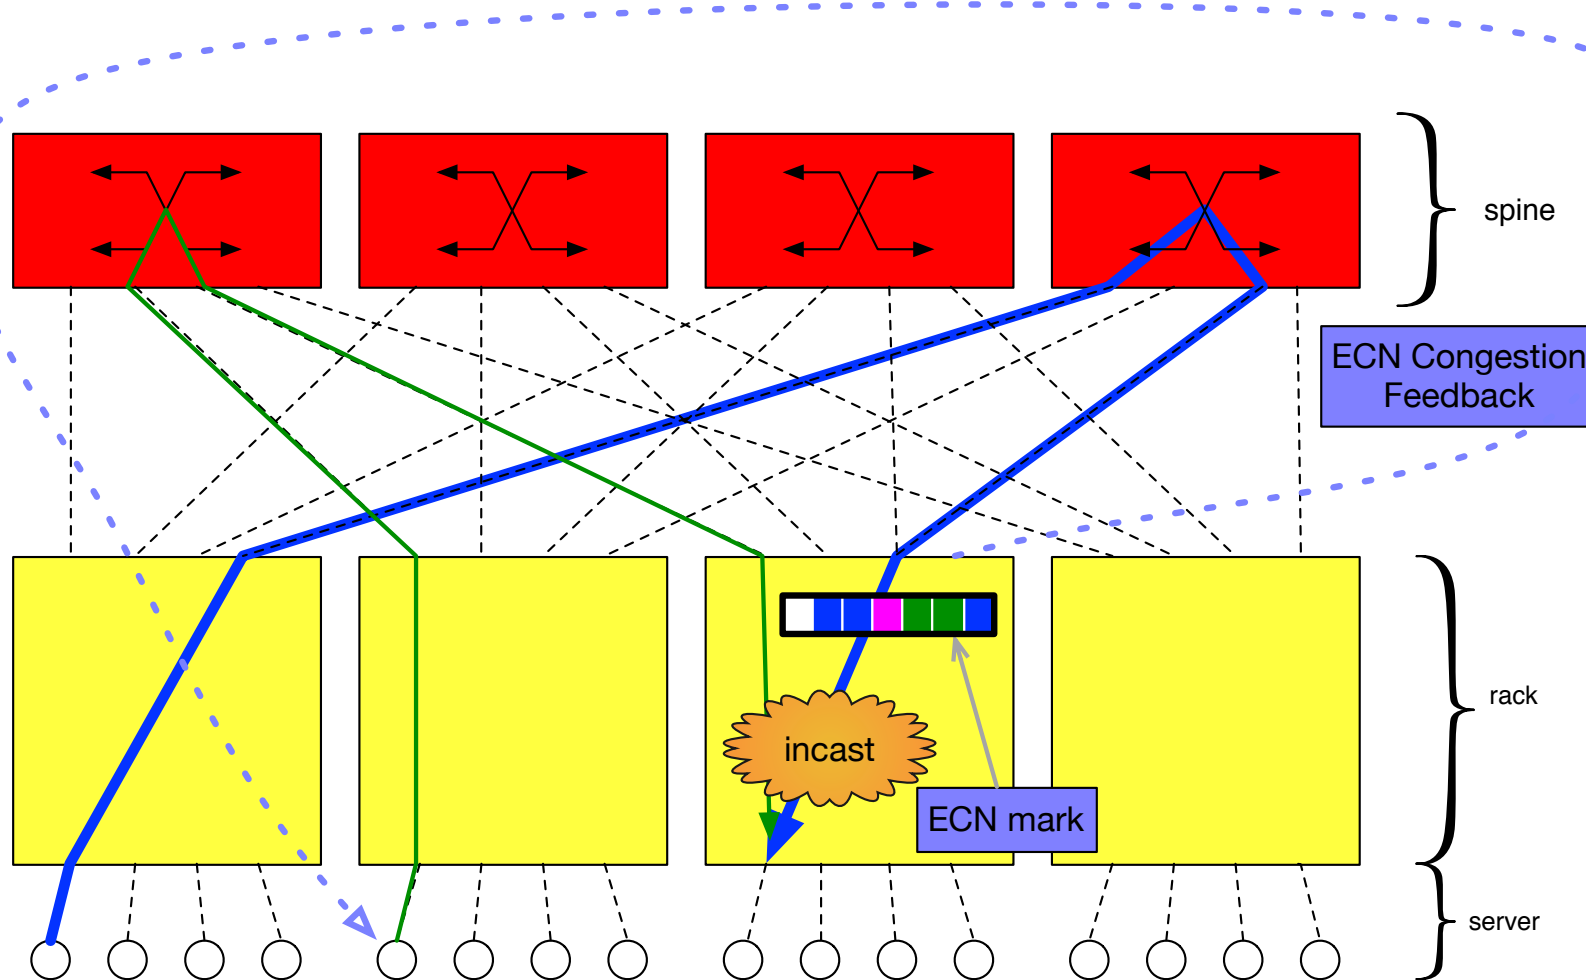 spine
ECN Congestion
Feedback
rack
incast
ECN mark
server